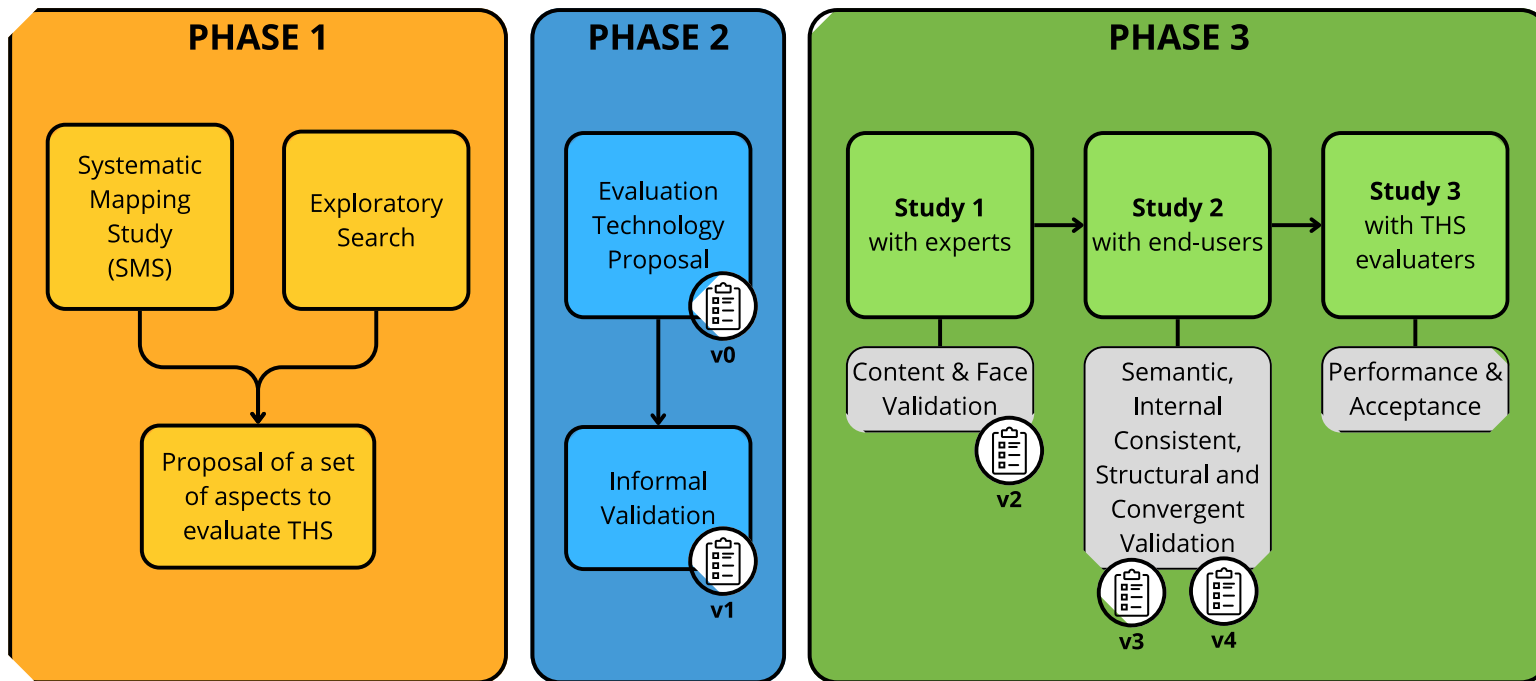 PHASE 1
Systematic
Mapping
Study
(SMS)
Exploratory
Search
Proposal of a set
of aspects to
evaluate THS
PHASE 2
Evaluation
Technology
Proposal
v0
Informal
Validation
v1
PHASE 3
Study 1
with experts
Content & Face
Validation
v2
Study 2
with end-users
Semantic,
Internal
Consistent,
Structural and
Convergent
Validation
v3
v4
Study 3
with THS
evaluaters
Performance &
Acceptance